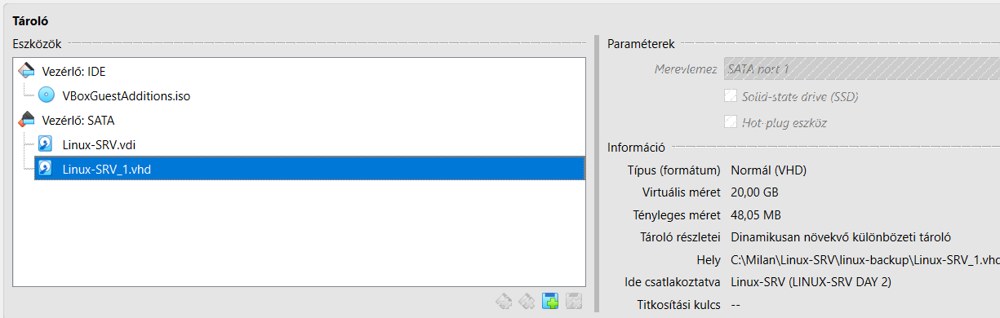 Tároló
Eszközök
Vezérlő: IDE
VBoxGuestAdditions.iso
Vezérlő: SATA
Linux-SRV.vdi
Linux-SRV_1.vhd
Paraméterek
Merevlemez SATA port 1
Solid-state drive (SSD)
Hot-plug eszköz
Információ
Típus (formátum) Normál (VHD)
Virtuális méret 20,00 GB
Tényleges méret 48,05 MB
Tároló részletei Dinamikusan növekvő különbözeti tároló
Hely C:\Milan\Linux-SRV\linux-backup\Linux-SRV_1.vhd
Ide csatlakoztatva Linux-SRV (LINUX-SRV DAY 2)
Titkosítási kulcs --